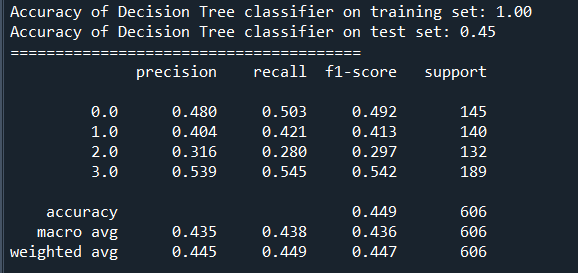 Accuracy of Decision Tree classifier on training set: 1.00
Accuracy of Decision Tree classifier on test set: 0.45
======================================
precision recall f1-score support
0.0 0.480 0.503 0.492 145
1.0 0.404 0.421 0.413 140
2.0 0.316 0.280 0.297 132
3.0 0.539 0.545 0.542 189
accuracy 0.449 606
macro avg 0.435 0.438 0.436 606
weighted avg 0.445 0.449 0.447 606